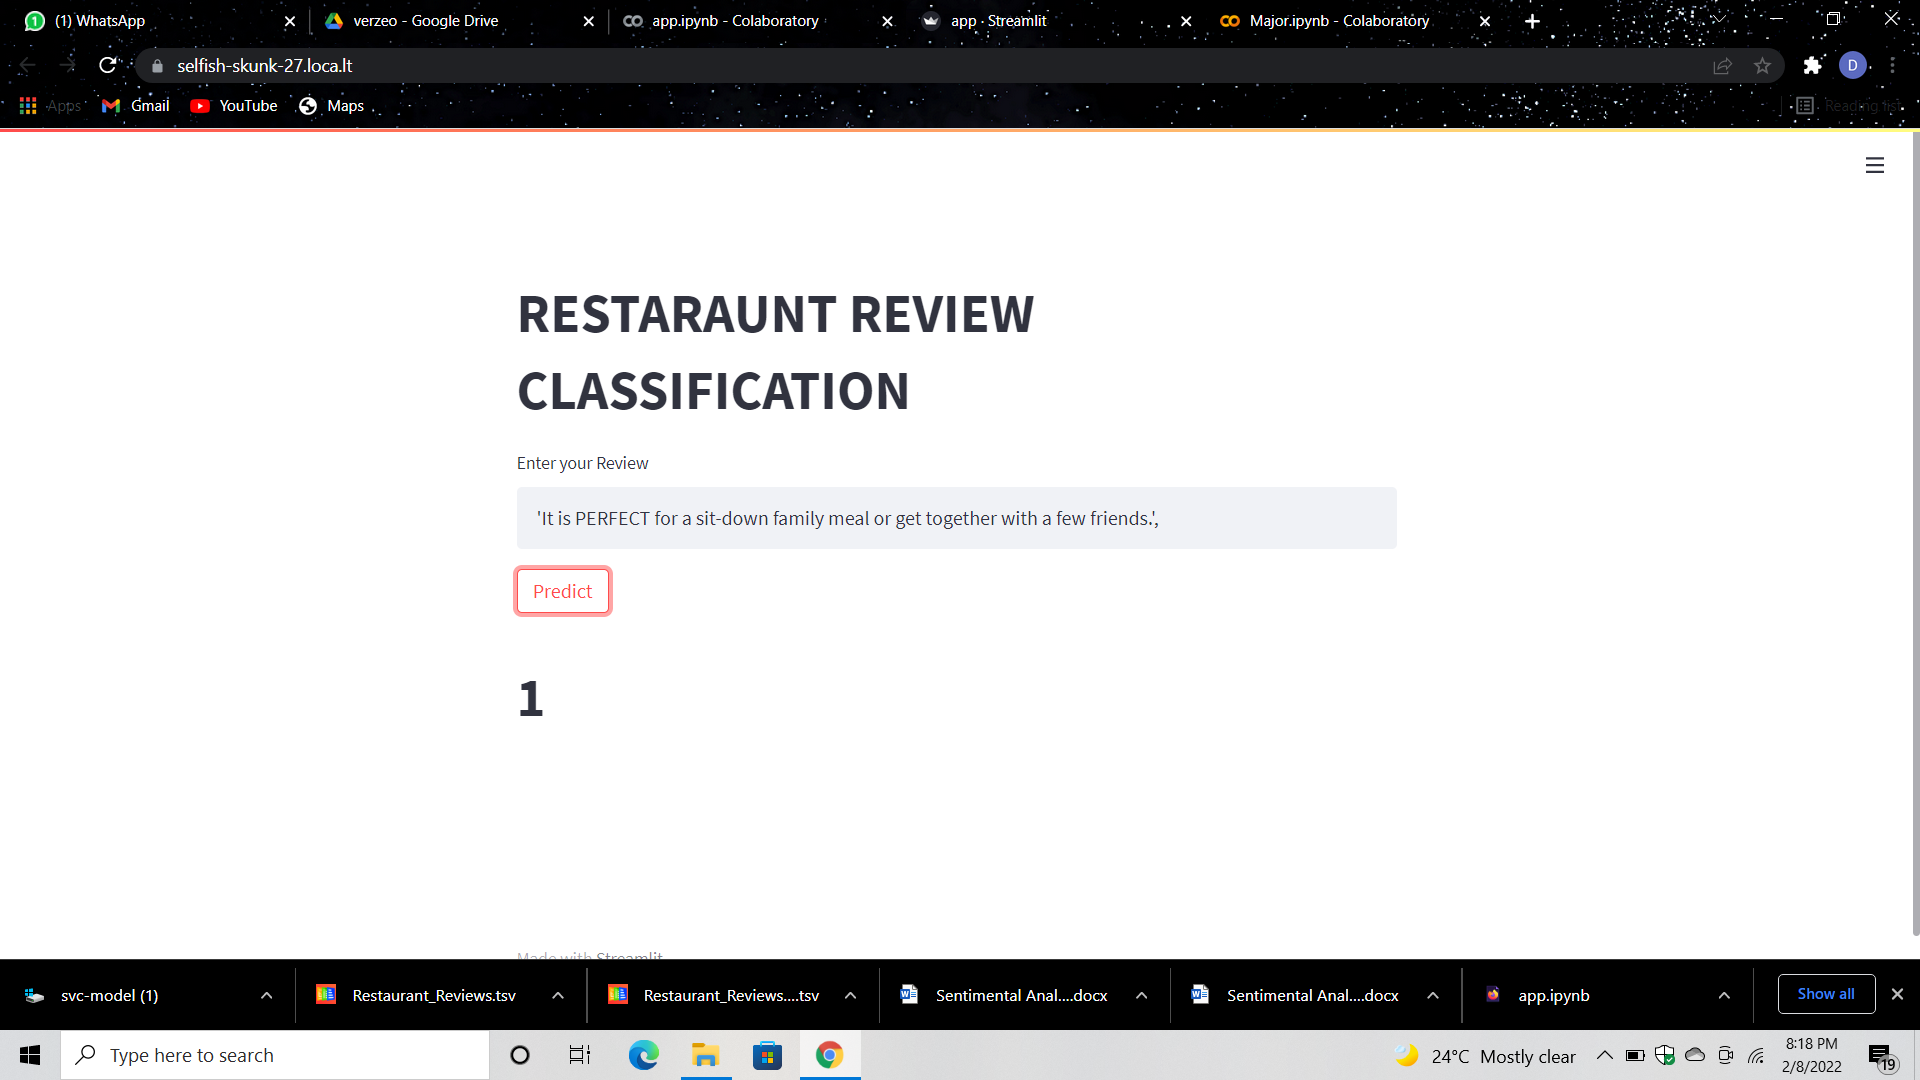 (1) WhatsApp
verzeo - Google Drive
app.ipynb - Colaboratory
app · Streamlit
Major.ipynb - Colaboratory
selfish-skunk-27.loca.lt
D
Apps
Gmail
YouTube
Maps
Reading list
RESTARAUNT REVIEW
CLASSIFICATION
Enter your Review
'It is PERFECT for a sit-down family meal or get together with a few friends.',
Predict
1
Made with Streamlit
svc-model (1)
Restaurant_Reviews.tsv
Restaurant_Reviews....tsv
Sentimental Anal....docx
Sentimental Anal....docx
app.ipynb
Show all
Type here to search
24°C Mostly clear
8:18 PM
2/8/2022
19